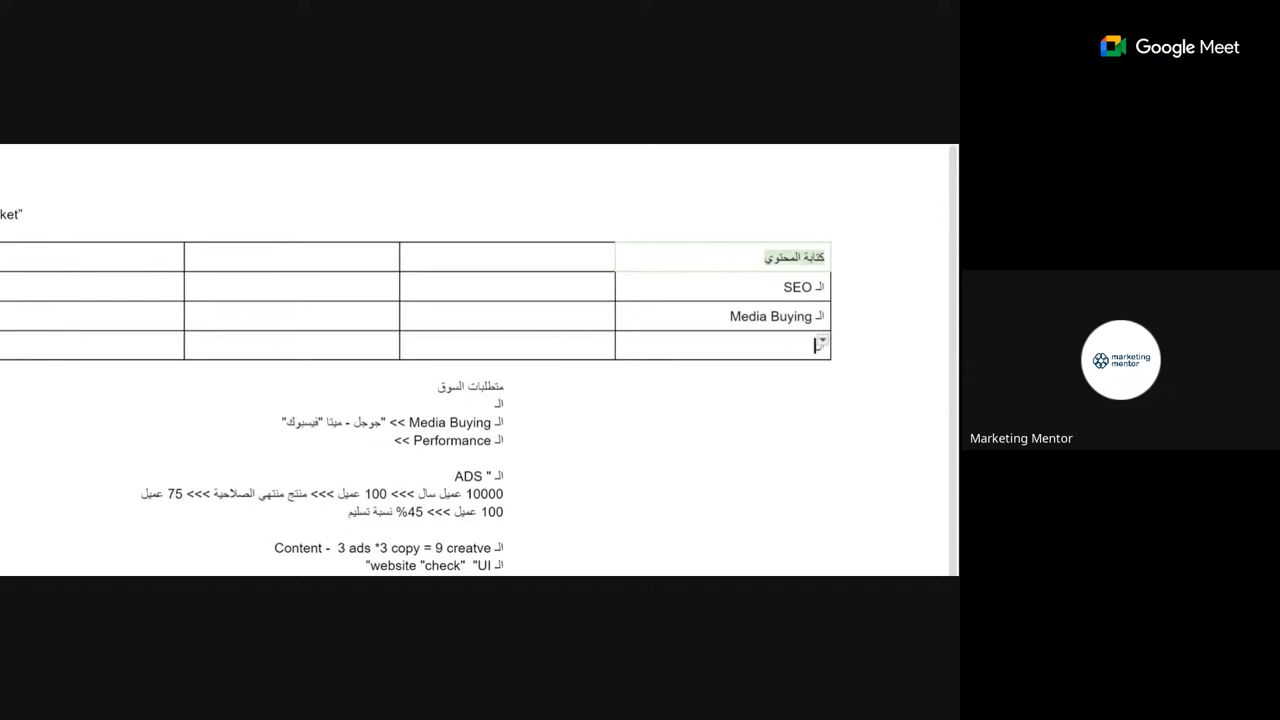 Google Meet
ket"
كتابة المحتوي
الـ SEO
الـ Media Buying
الـ
متطلبات السوق
الـ
الـ Media Buying >> "جوجل - ميتا "فيسبوك"
الـ Performance >>
الـ " ADS
10000 عميل سال >>> 100 عميل >>> منتج منتهي الصلاحية >>> 75 عميل
100 عميل >>> 45% نسبة تسليم
الـ Content - 3 ads *3 copy = 9 creatve
الـ UI" "website "check"
marketing mentor
Marketing Mentor